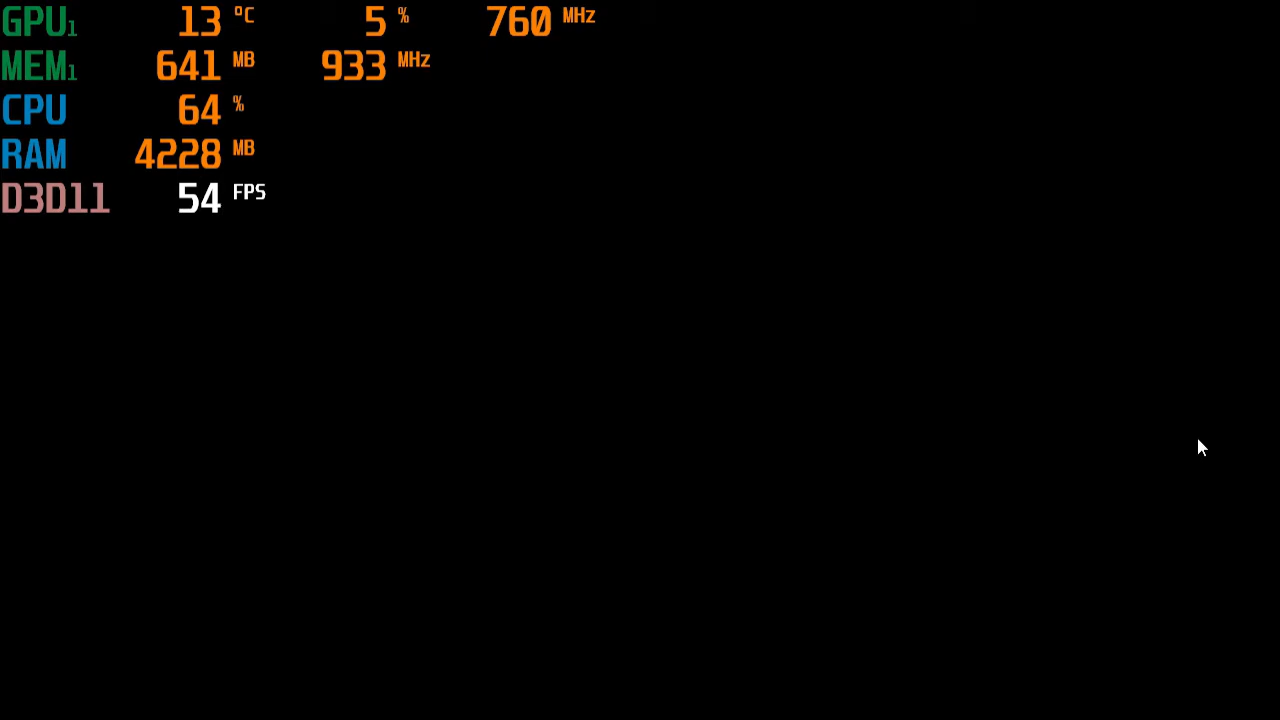 GPU1 13 °C 5 % 760 MHz
MEM1 641 MB 933 MHz
CPU 64 %
RAM 4228 MB
D3D11 54 FPS